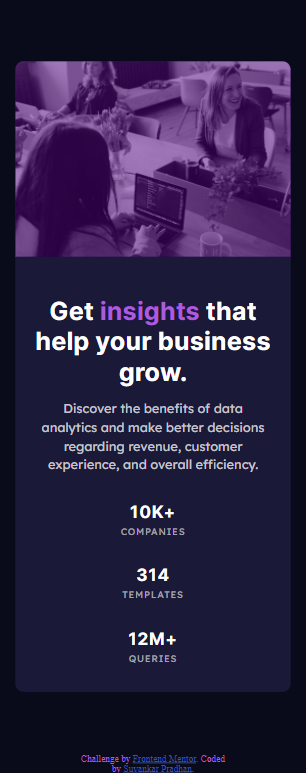 Get insights that
help your business
grow.
Discover the benefits of data
analytics and make better decisions
regarding revenue, customer
experience, and overall efficiency.
10K+
COMPANIES
314
TEMPLATES
12M+
QUERIES
Challenge by Frontend Mentor. Coded
by Suvankar Pradhan.